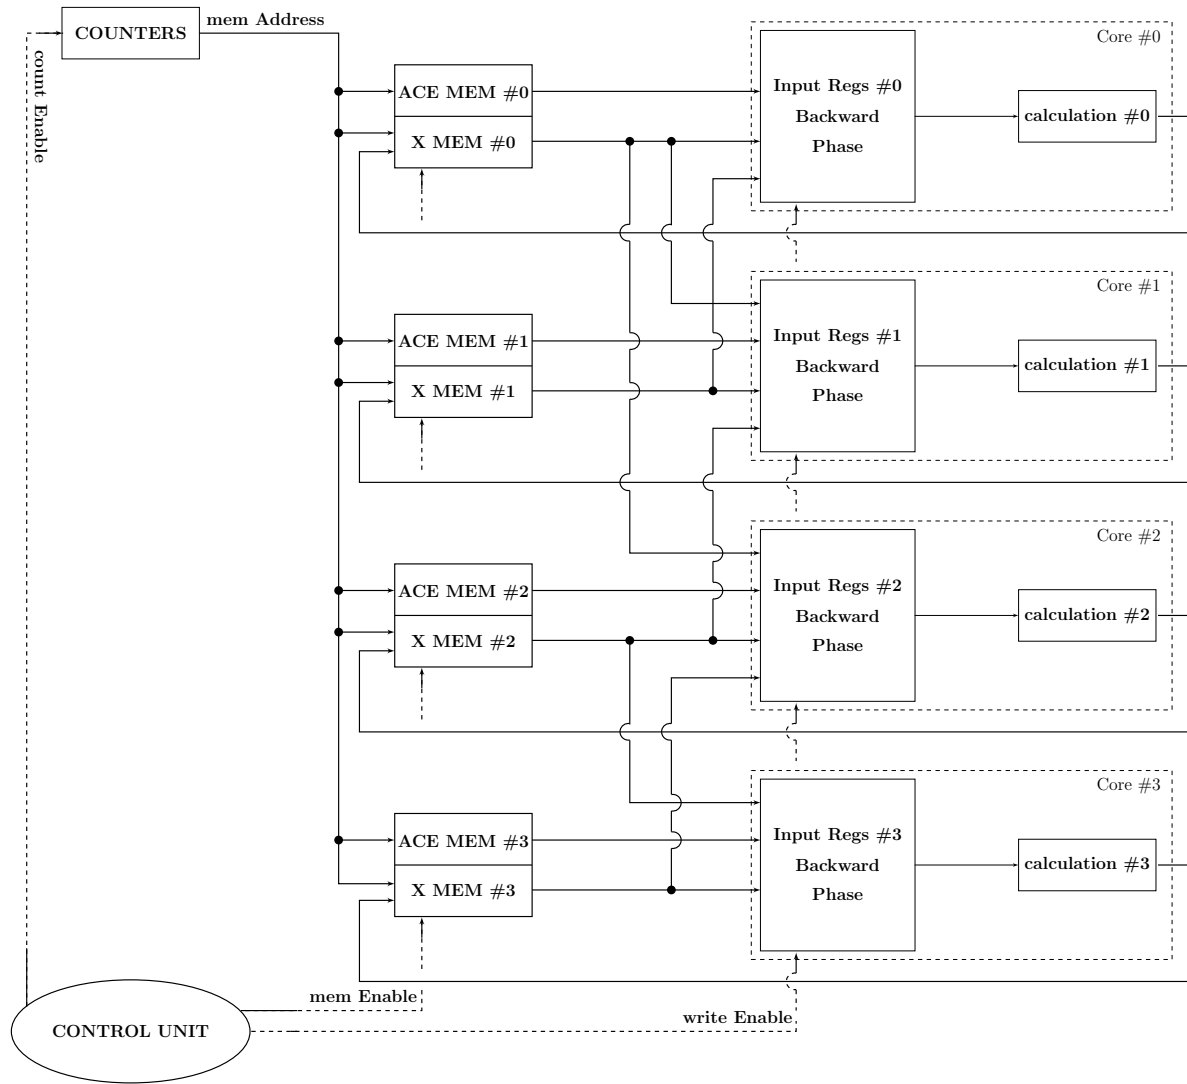 mem Address
COUNTERS
count Enable
Core #0
ACE MEM #0
X MEM #0
Input Regs #0
Backward
Phase
calculation #0
Core #1
ACE MEM #1
X MEM #1
Input Regs #1
Backward
Phase
calculation #1
Core #2
ACE MEM #2
X MEM #2
Input Regs #2
Backward
Phase
calculation #2
Core #3
ACE MEM #3
X MEM #3
Input Regs #3
Backward
Phase
calculation #3
mem Enable
write Enable
CONTROL UNIT